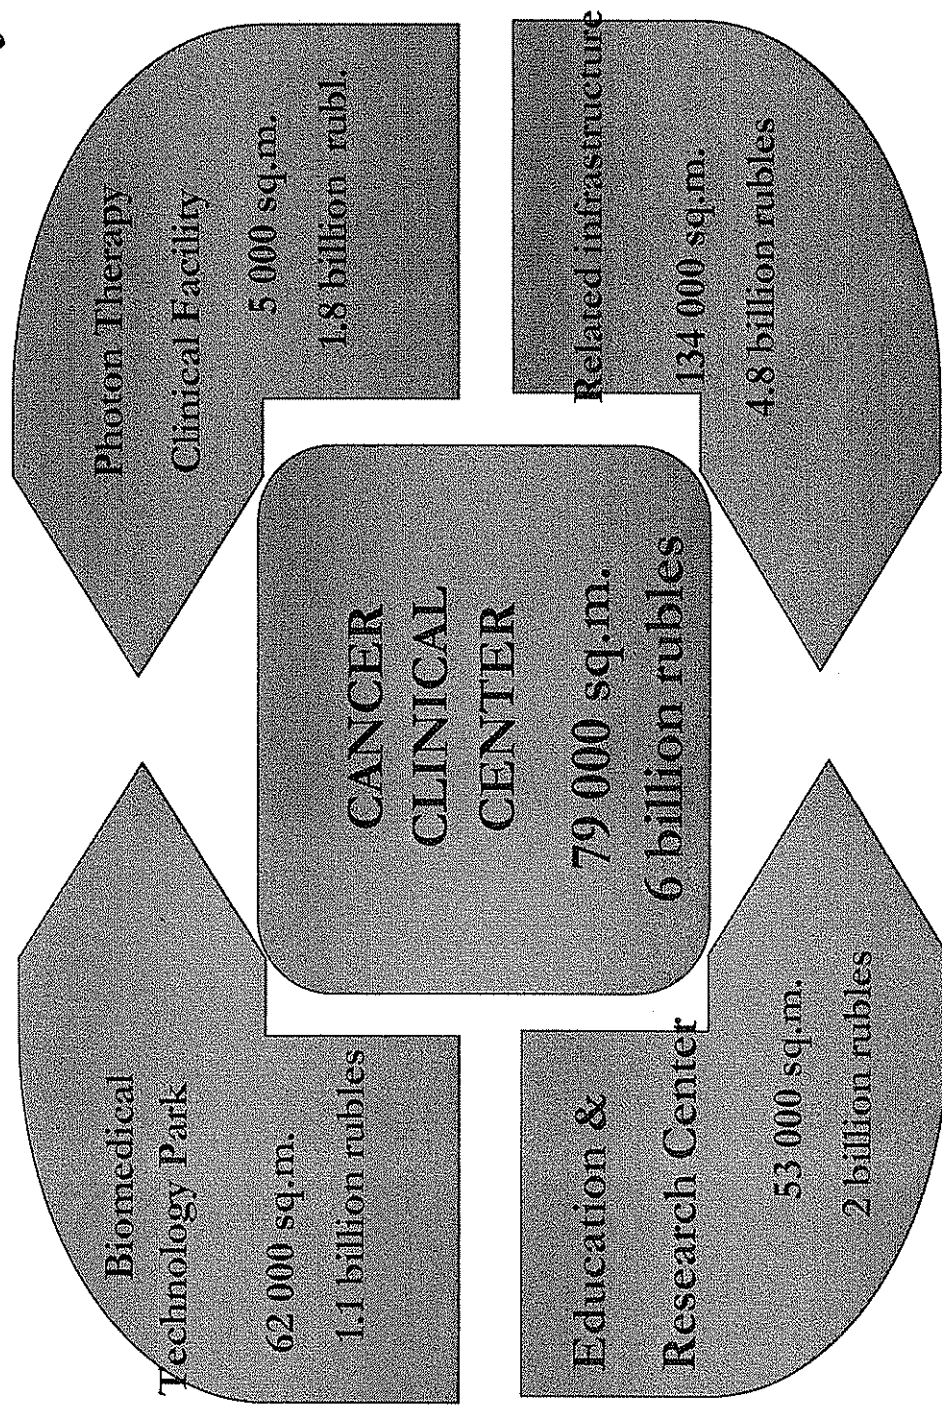 Biomedical
Technology Park
62 000 sq.m.
1.1 billion rubles
Photon Therapy
Clinical Facility
5 000 sq.m.
1.8 billion rubl.
CANCER
CLINICAL
CENTER
79 000 sq.m.
6 billion rubles
Education &
Research Center
53 000 sq.m.
2 billion rubles
Related infrastructure
134 000 sq.m.
4.8 billion rubles